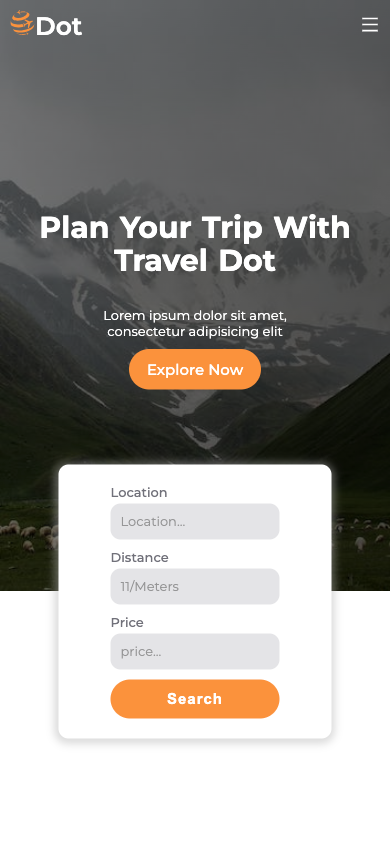 Dot
Plan Your Trip With
Travel Dot
Lorem ipsum dolor sit amet,
consectetur adipisicing elit
Explore Now
Location
Location...
Distance
11/Meters
Price
price...
Search